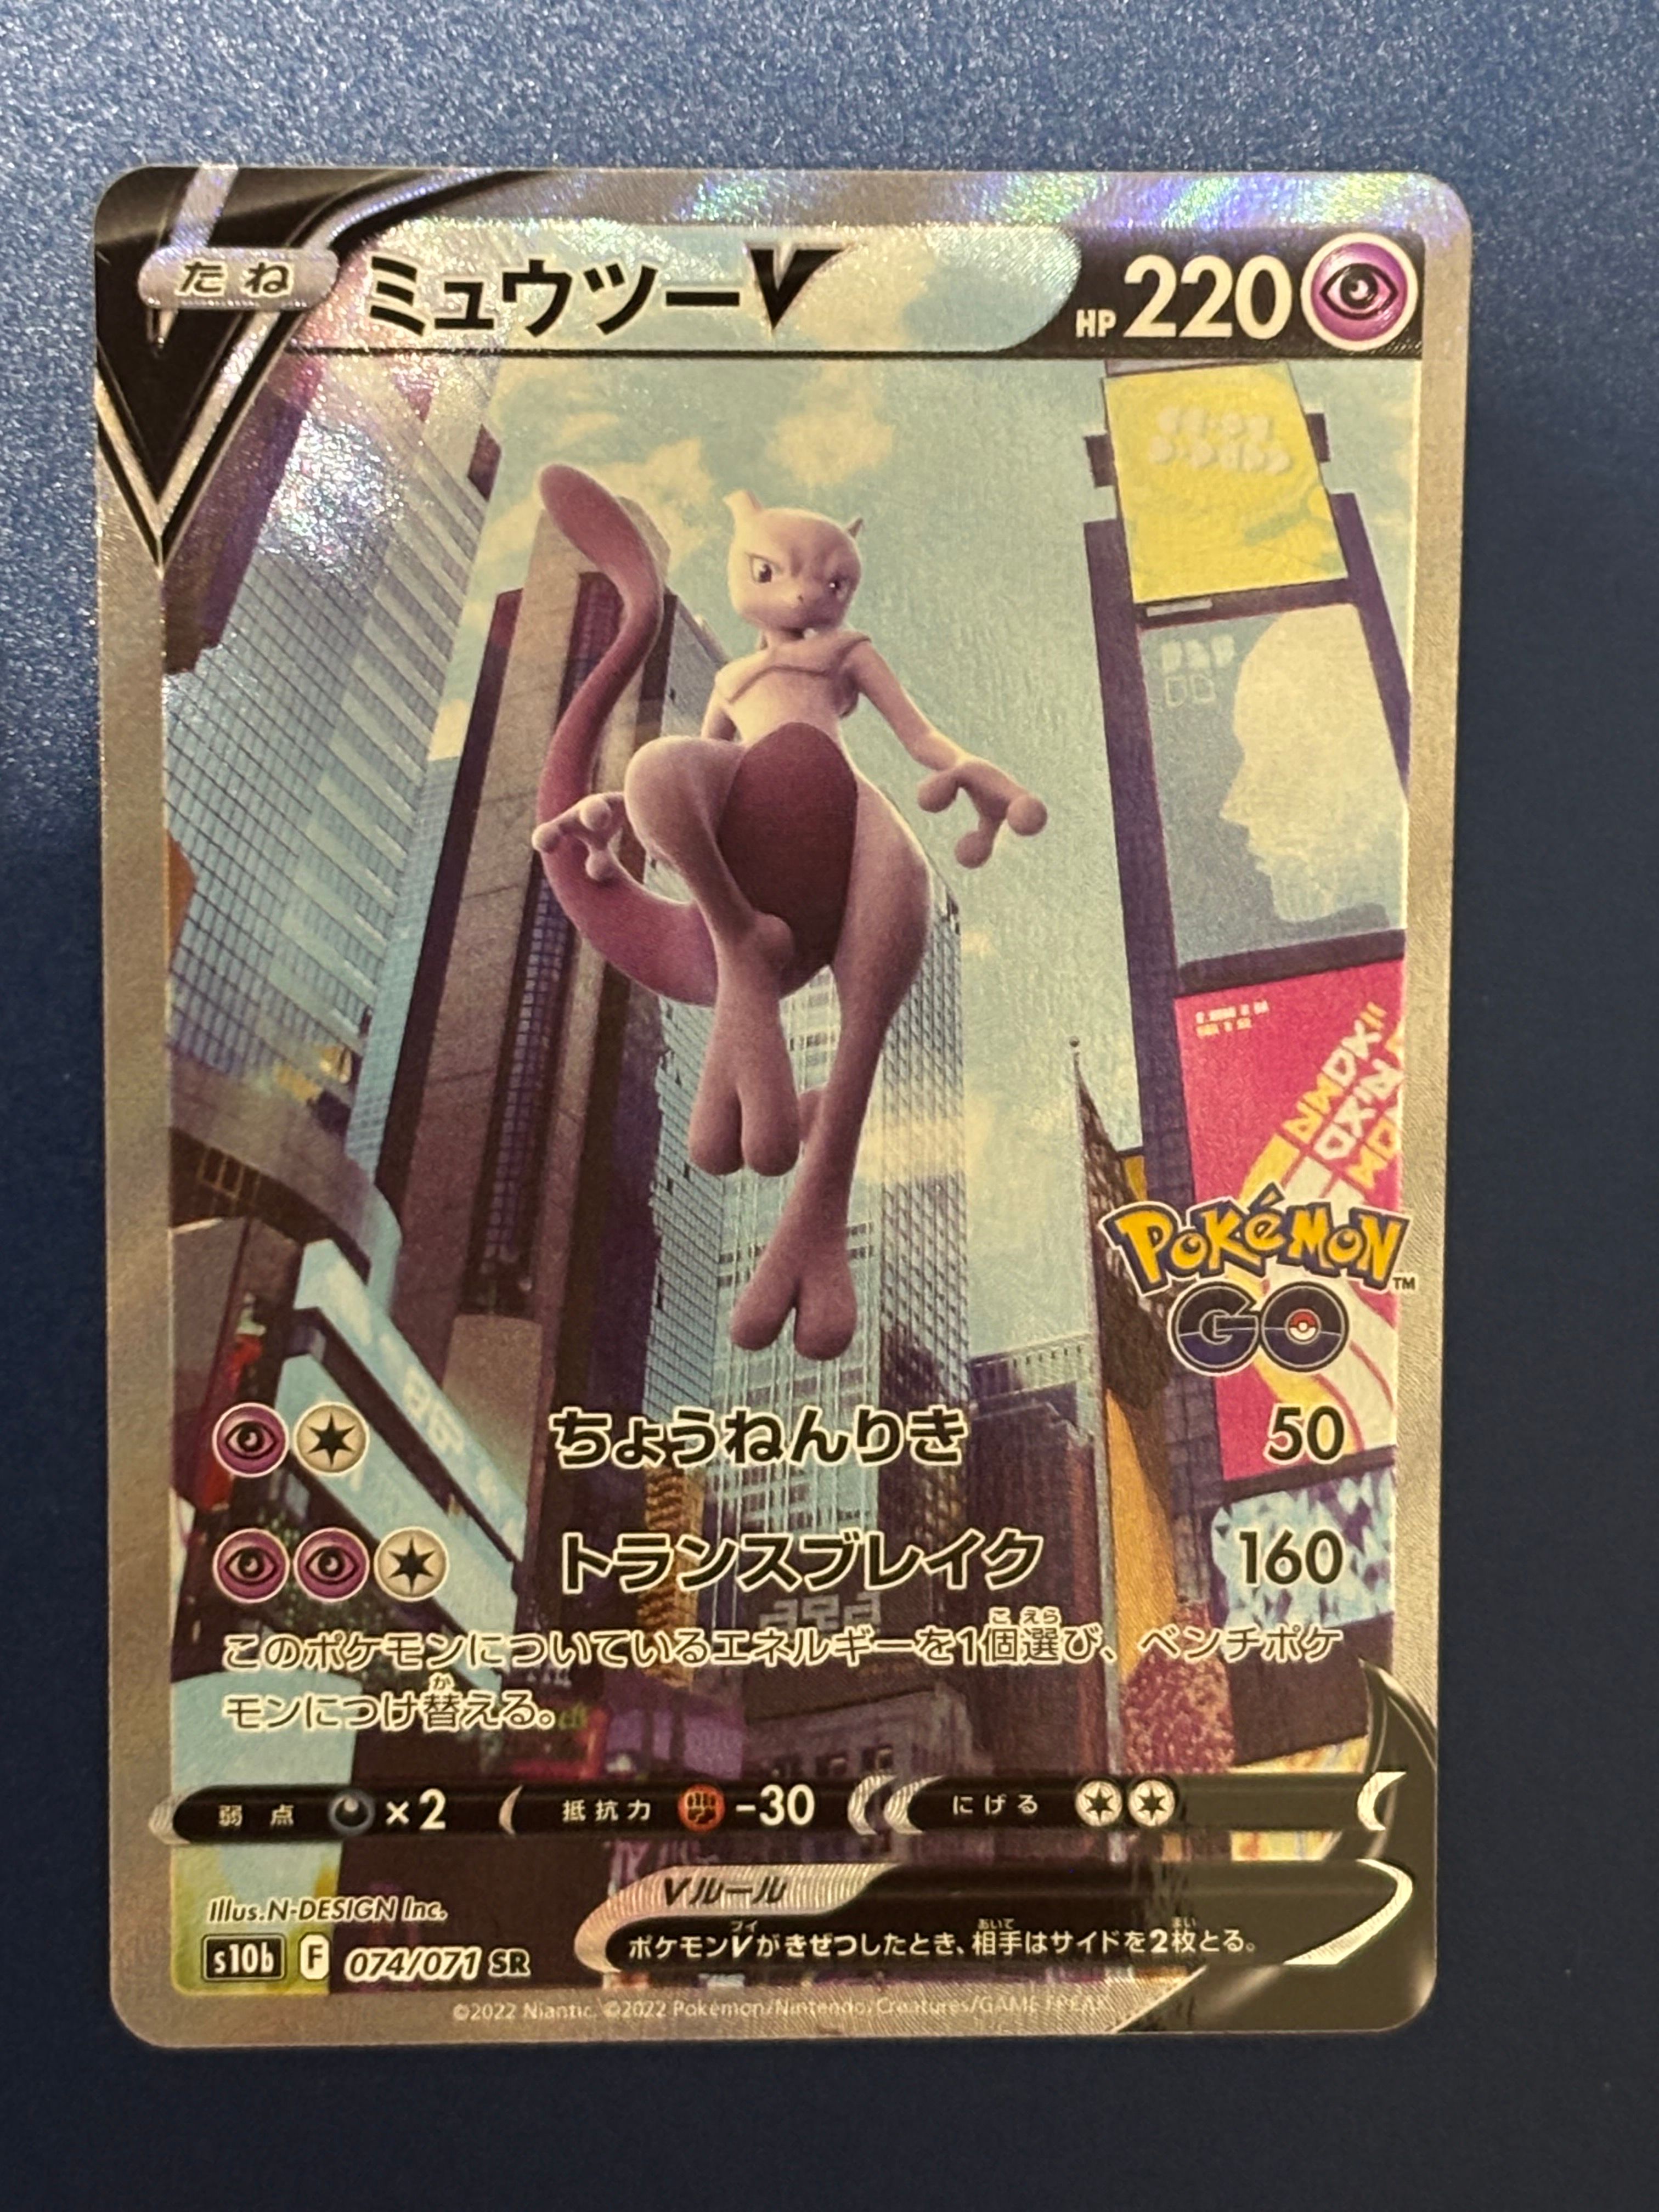 たね
ミュウツーV
HP 220
Pokémon GO™
ちょうねんりき 50
トランスブレイク 160
このポケモンについているエネルギーを1個選び、ベンチポケ
モンにつけ替える。
弱点 ×2 抵抗力 -30 にげる
Vルール
ポケモンVがきぜつしたとき、相手はサイドを2枚とる。
Illus.N-DESIGN Inc.
s10b F 074/071 SR
©2022 Niantic. ©2022 Pokémon/Nintendo/Creatures/GAME FREAK.